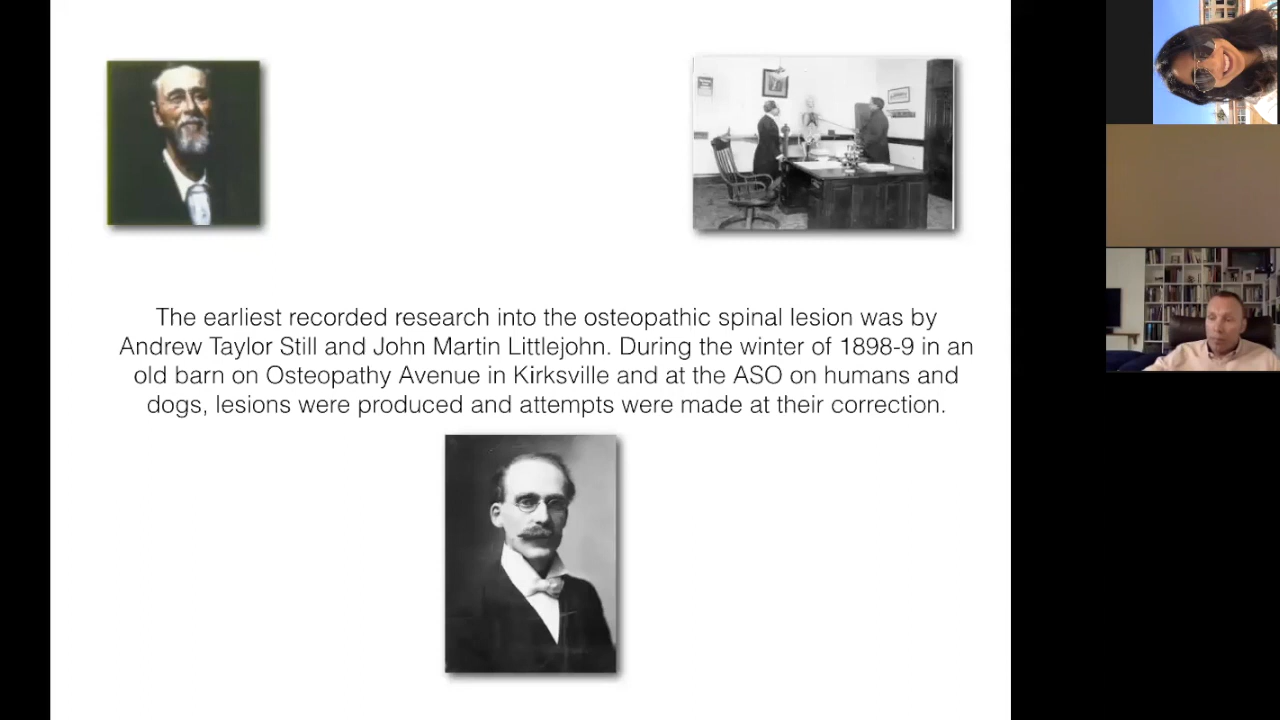 The earliest recorded research into the osteopathic spinal lesion was by
Andrew Taylor Still and John Martin Littlejohn. During the winter of 1898-9 in an
old barn on Osteopathy Avenue in Kirksville and at the ASO on humans and
dogs, lesions were produced and attempts were made at their correction.